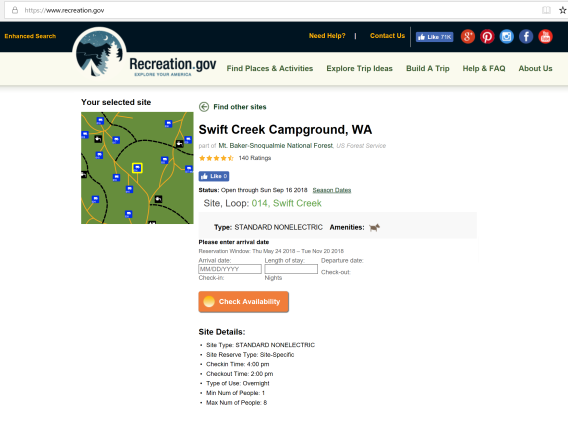 https://www.recreation.gov
Enhanced Search
Need Help? | Contact Us
Like 71K
Recreation.gov
EXPLORE YOUR AMERICA
Find Places & Activities Explore Trip Ideas Build A Trip Help & FAQ About Us
Your selected site
Find other sites
Swift Creek Campground, WA
part of Mt. Baker-Snoqualmie National Forest, US Forest Service
140 Ratings
Like 0
Status: Open through Sun Sep 16 2018 Season Dates
Site, Loop: 014, Swift Creek
Type: STANDARD NONELECTRIC Amenities:
Please enter arrival date
Reservation Window: Thu May 24 2018 – Tue Nov 20 2018
Arrival date: Length of stay: Departure date:
MM/DD/YYYY
Check-in: Nights Check-out:
Check Availability
Site Details:
• Site Type: STANDARD NONELECTRIC
• Site Reserve Type: Site-Specific
• Checkin Time: 4:00 pm
• Checkout Time: 2:00 pm
• Type of Use: Overnight
• Min Num of People: 1
• Max Num of People: 8